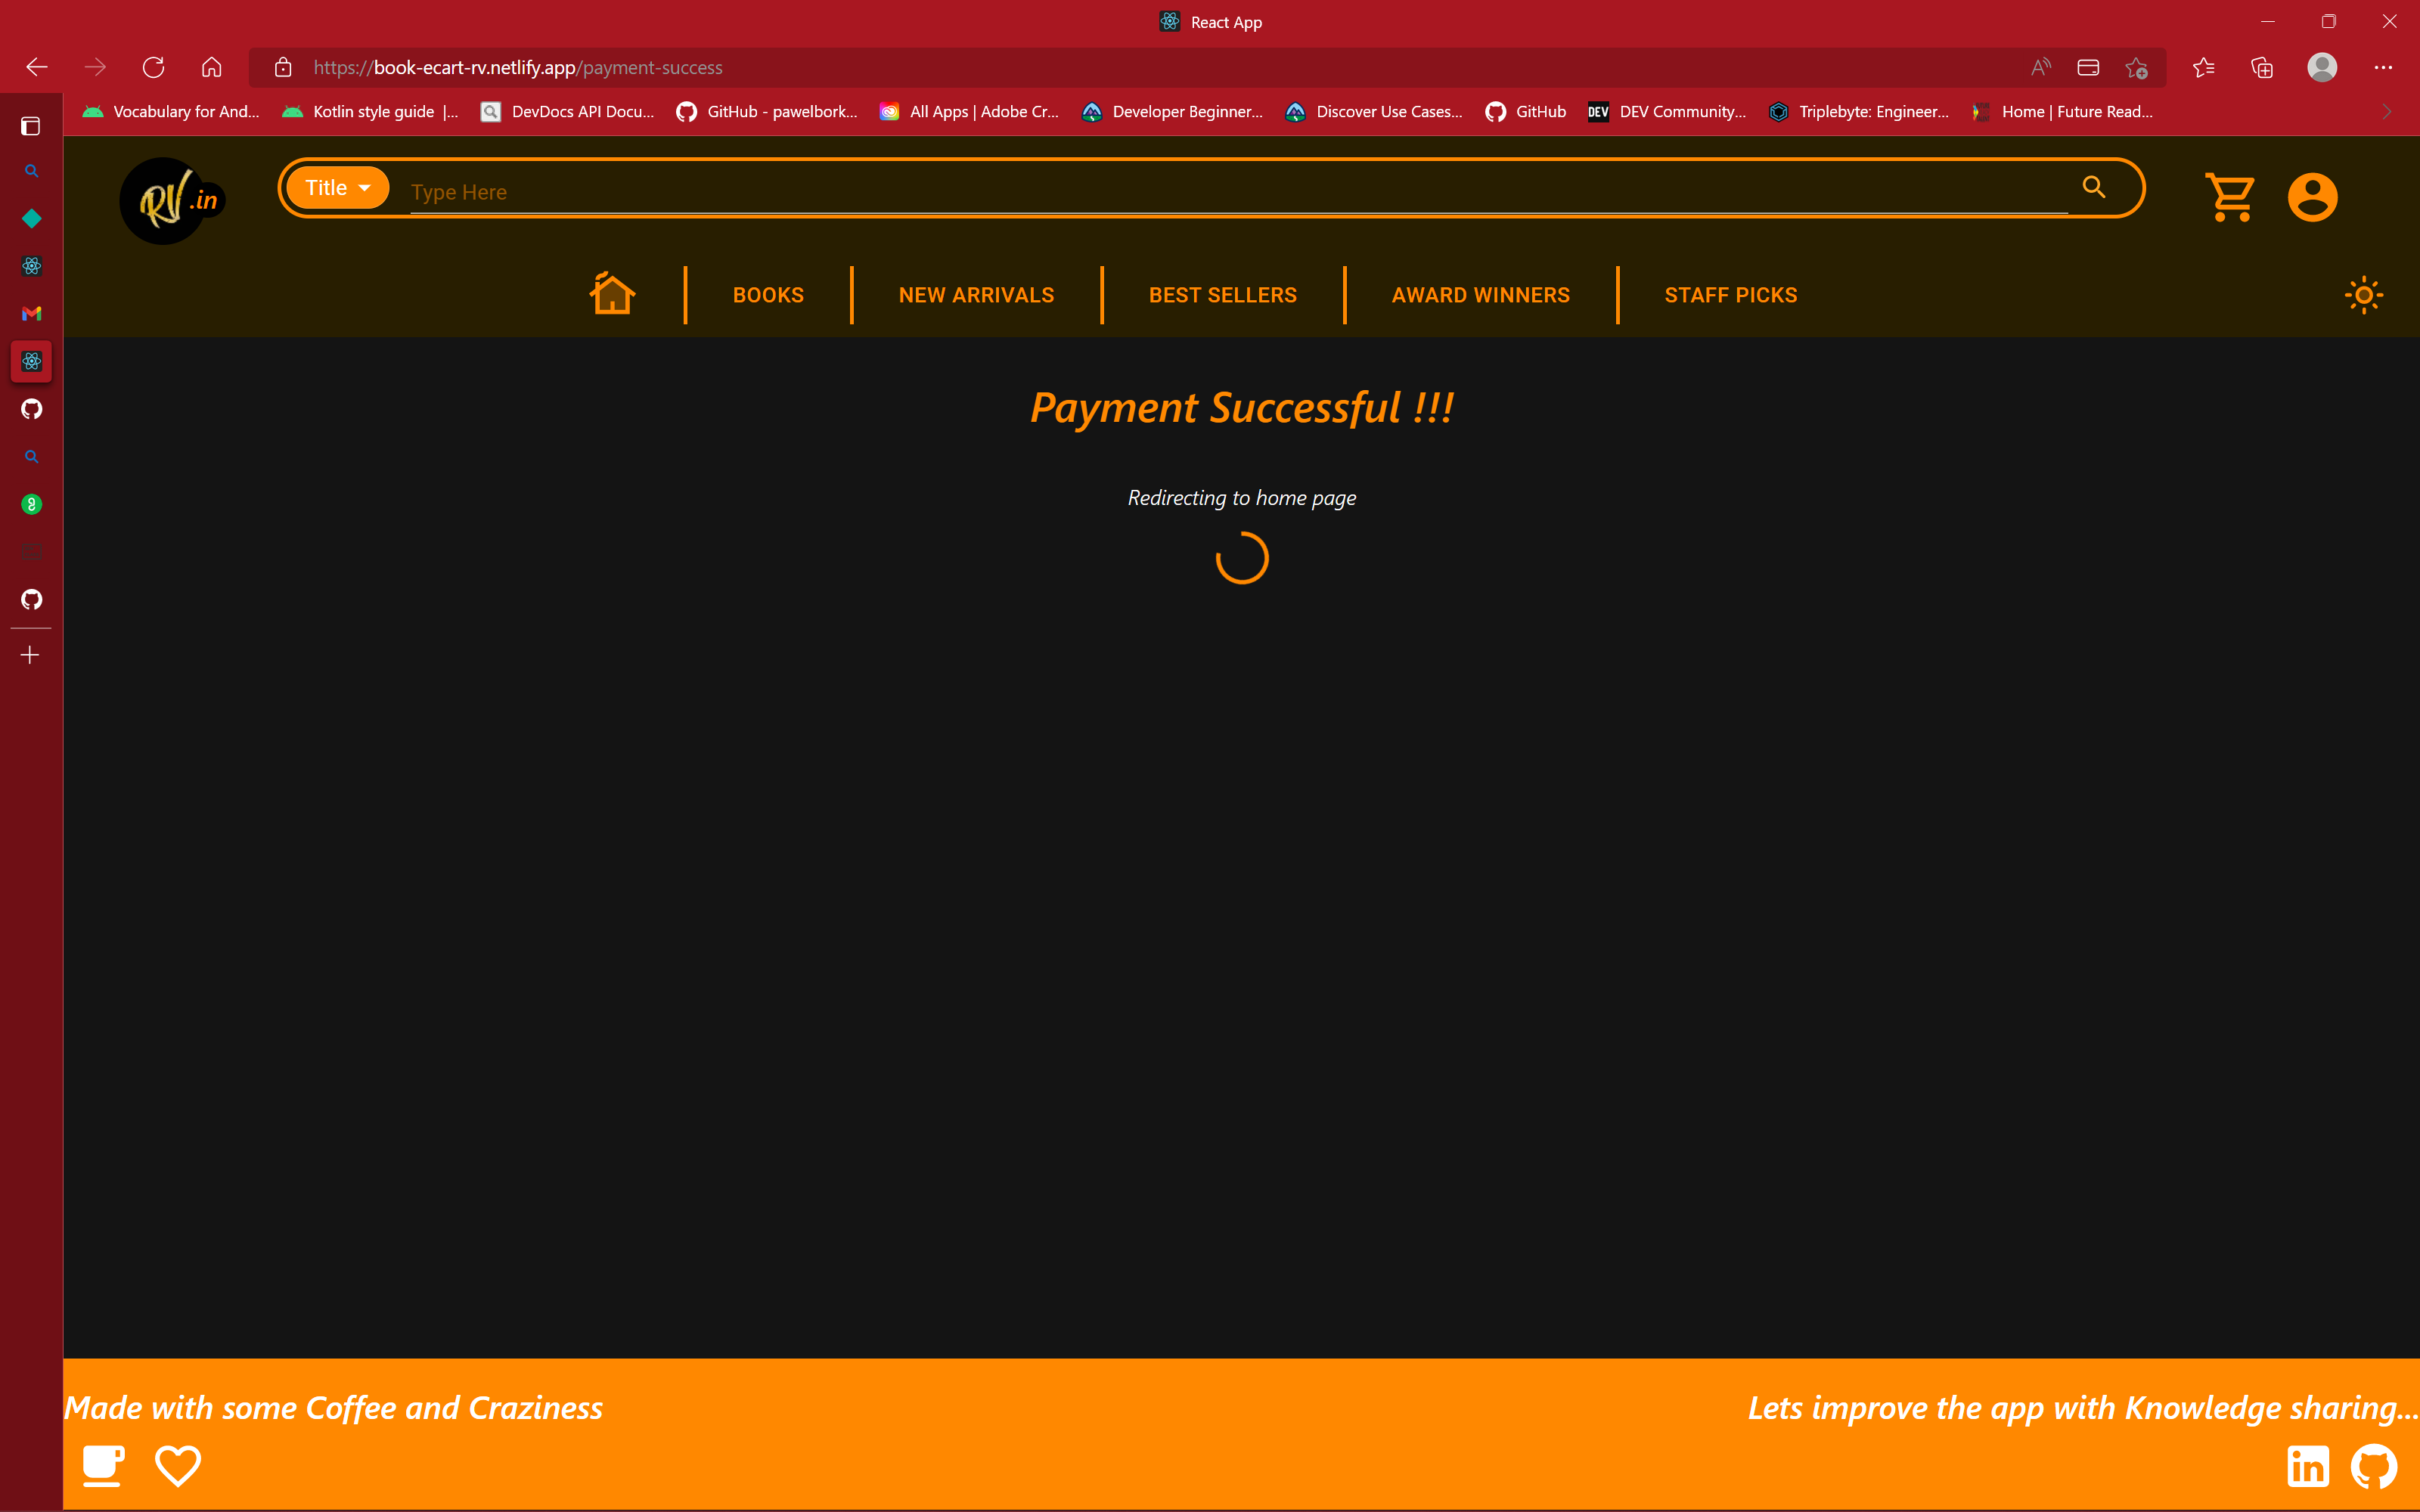 React App
https://book-ecart-rv.netlify.app/payment-success
Vocabulary for And...
Kotlin style guide |...
DevDocs API Docu...
GitHub - pawelbork...
All Apps | Adobe Cr...
Developer Beginner...
Discover Use Cases...
GitHub
DEV DEV Community...
Triplebyte: Engineer...
Home | Future Read...
RV.in
Title
Type Here
BOOKS
NEW ARRIVALS
BEST SELLERS
AWARD WINNERS
STAFF PICKS
Payment Successful !!!
Redirecting to home page
Made with some Coffee and Craziness
Lets improve the app with Knowledge sharing...